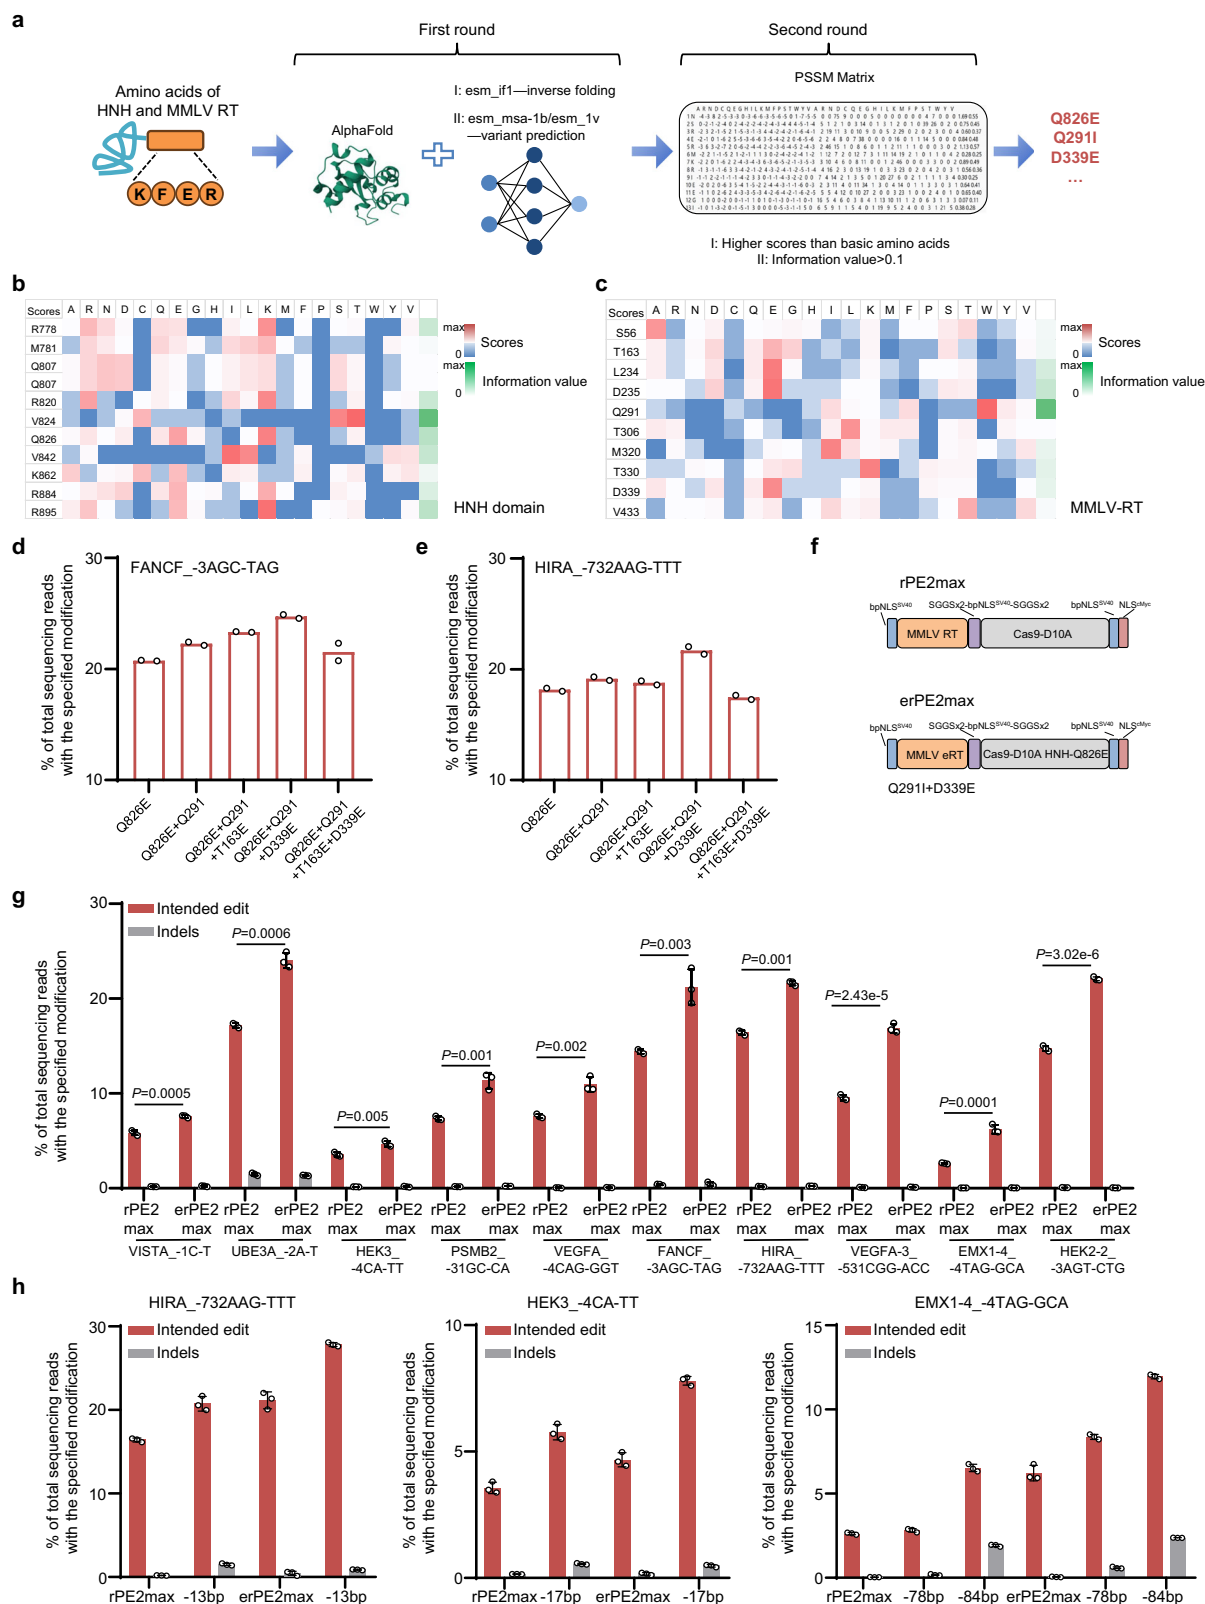 a
First round
Second round
Amino acids of
HNH and MMLV RT
K F E R
AlphaFold
I: esm_if1—inverse folding
II: esm_msa-1b/esm_1v
—variant prediction
PSSM Matrix
I: Higher scores than basic amino acids
II: Information value>0.1
Q826E
Q291I
D339E
...
b
Scores A R N D C Q E G H I L K M F P S T W Y V
R778
M781
Q807
Q807
R820
V824
Q826
V842
K862
R884
R895
max
0
Scores
max
0
Information value
HNH domain
c
Scores A R N D C Q E G H I L K M F P S T W Y V
S56
T163
L234
D235
Q291
T306
M320
T330
D339
V433
max
0
Scores
max
0
Information value
MMLV-RT
d
FANCF_-3AGC-TAG
% of total sequencing reads
with the specified modification
30
20
10
Q826E
Q826E+Q291
Q826E+Q291
+T163E
Q826E+Q291
+D339E
Q826E+Q291
+T163E+D339E
e
HIRA_-732AAG-TTT
% of total sequencing reads
with the specified modification
30
20
10
Q826E
Q826E+Q291
Q826E+Q291
+T163E
Q826E+Q291
+D339E
Q826E+Q291
+T163E+D339E
f
rPE2max
bpNLSSV40 SGGSx2-bpNLSSV40-SGGSx2 bpNLSSV40 NLScMyc
MMLV RT Cas9-D10A
erPE2max
bpNLSSV40 SGGSx2-bpNLSSV40-SGGSx2 bpNLSSV40 NLScMyc
MMLV eRT Cas9-D10A HNH-Q826E
Q291I+D339E
g
% of total sequencing reads
with the specified modification
30
20
10
0
Intended edit
Indels
P=0.0005
P=0.0006
P=0.005
P=0.001
P=0.002
P=0.003
P=0.001
P=2.43e-5
P=0.0001
P=3.02e-6
rPE2 erPE2 rPE2 erPE2 rPE2 erPE2 rPE2 erPE2 rPE2 erPE2 rPE2 erPE2 rPE2 erPE2 rPE2 erPE2 rPE2 erPE2 rPE2 erPE2
max max max max max max max max max max max max max max max max max max max max
VISTA_-1C-T UBE3A_-2A-T HEK3_ PSMB2_ VEGFA_ FANCF_ HIRA_ VEGFA-3_ EMX1-4_ HEK2-2_
-4CA-TT -31GC-CA -4CAG-GGT -3AGC-TAG -732AAG-TTT -531CGG-ACC -4TAG-GCA -3AGT-CTG
h
HIRA_-732AAG-TTT
% of total sequencing reads
with the specified modification
30
20
10
0
Intended edit
Indels
rPE2max -13bp erPE2max -13bp
HEK3_-4CA-TT
% of total sequencing reads
with the specified modification
10
5
0
Intended edit
Indels
rPE2max -17bp erPE2max -17bp
EMX1-4_-4TAG-GCA
% of total sequencing reads
with the specified modification
15
10
5
0
Intended edit
Indels
rPE2max -78bp -84bp erPE2max -78bp -84bp